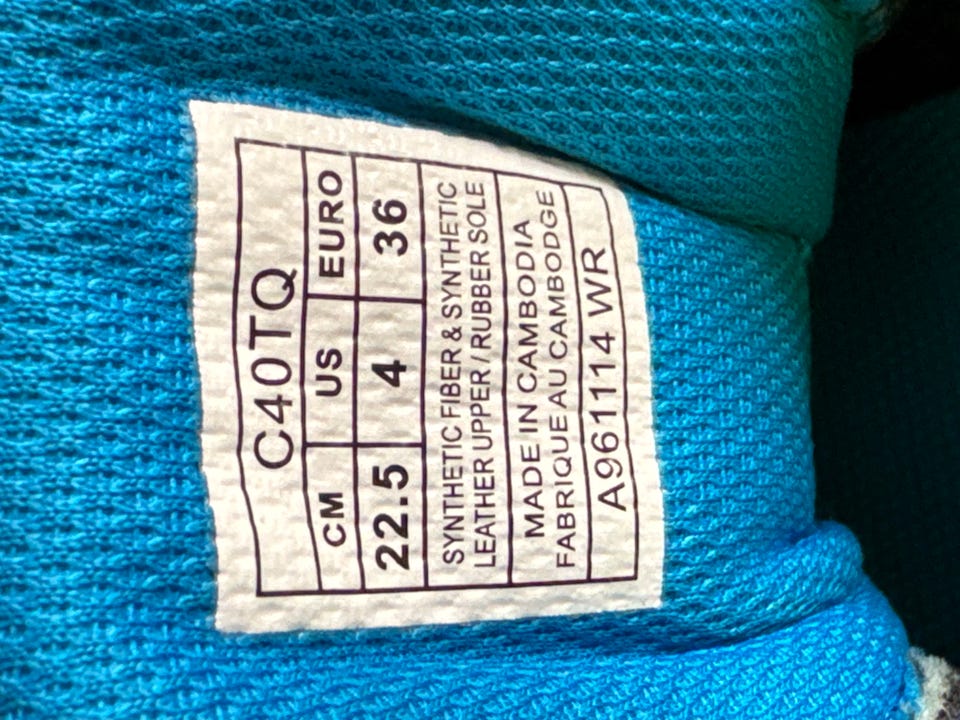 C40TQ
CM US EURO
22.5 4 36
SYNTHETIC FIBER & SYNTHETIC
LEATHER UPPER / RUBBER SOLE
MADE IN CAMBODIA
FABRIQUE AU CAMBODGE
A961114 WR